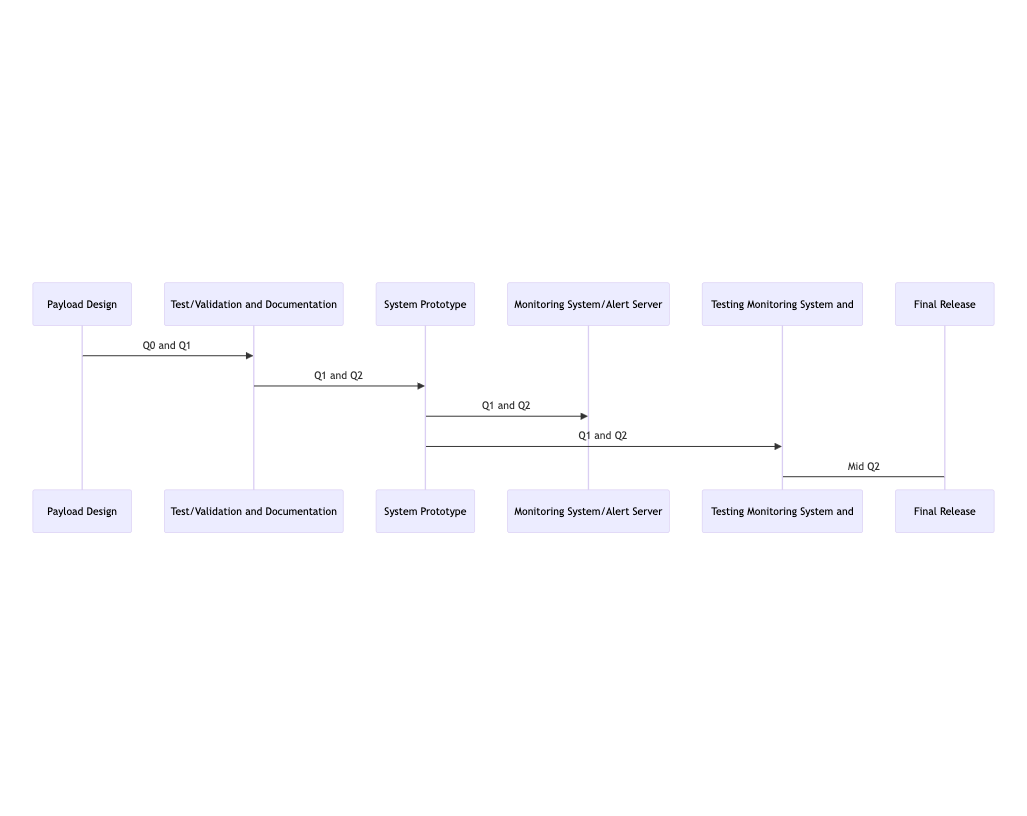 Payload Design
Test/Validation and Documentation
System Prototype
Monitoring System/Alert Server
Testing Monitoring System and
Final Release
Q0 and Q1
Q1 and Q2
Q1 and Q2
Q1 and Q2
Mid Q2
Payload Design
Test/Validation and Documentation
System Prototype
Monitoring System/Alert Server
Testing Monitoring System and
Final Release